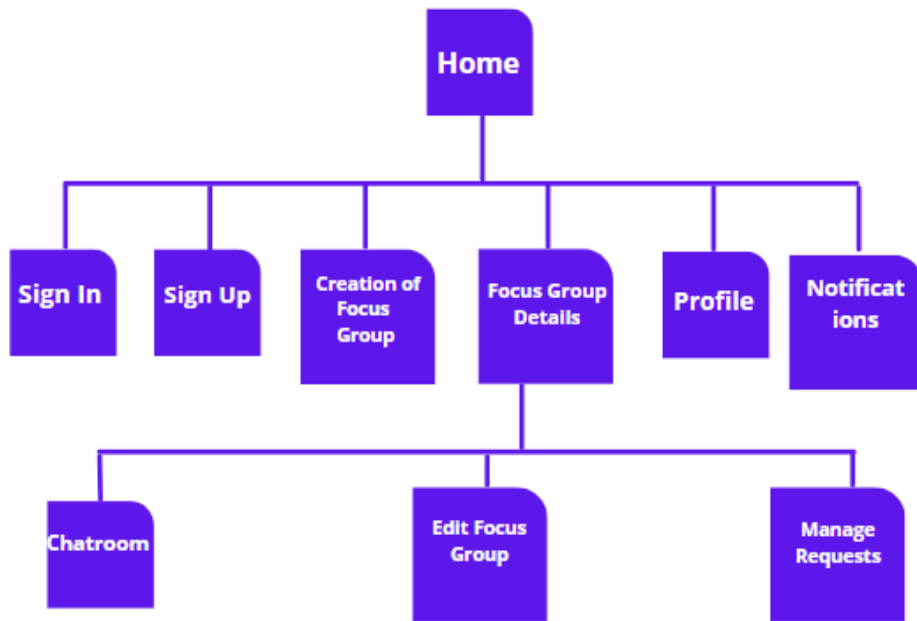 Home
Sign In
Sign Up
Creation of
Focus
Group
Focus Group
Details
Profile
Notificat
ions
Chatroom
Edit Focus
Group
Manage
Requests